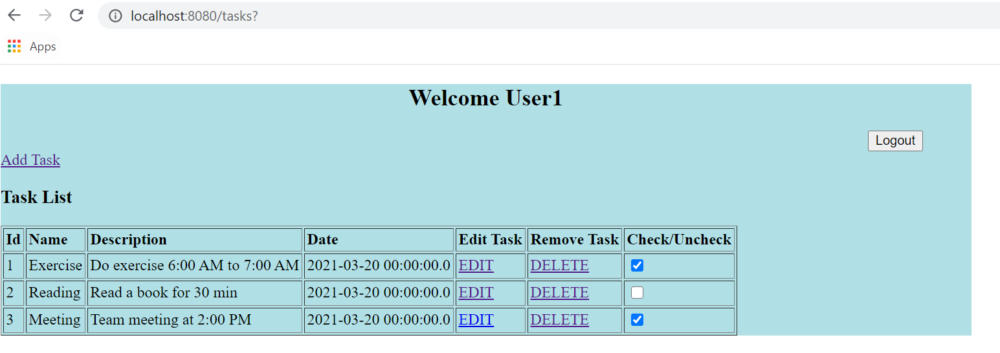 localhost:8080/tasks?
Apps
Welcome User1
Logout
Add Task
Task List
Id Name Description Date Edit Task Remove Task Check/Uncheck
1 Exercise Do exercise 6:00 AM to 7:00 AM 2021-03-20 00:00:00.0 EDIT DELETE
2 Reading Read a book for 30 min 2021-03-20 00:00:00.0 EDIT DELETE
3 Meeting Team meeting at 2:00 PM 2021-03-20 00:00:00.0 EDIT DELETE